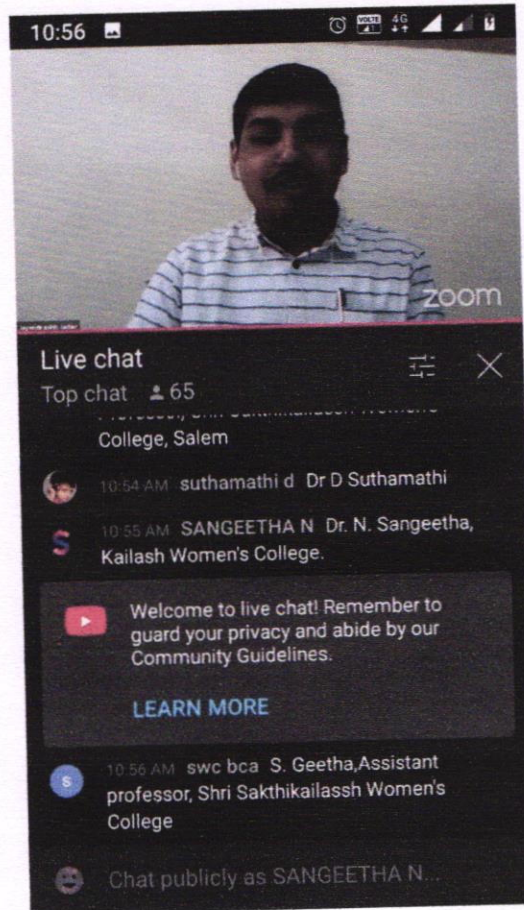 10:56
VOLTE 4G
zoom
Live chat
Top chat 65
College, Salem
10:54 AM suthamathi d Dr D Suthamathi
10:55 AM SANGEETHA N Dr. N. Sangeetha,
Kailash Women's College.
Welcome to live chat! Remember to
guard your privacy and abide by our
Community Guidelines.
LEARN MORE
S
10:56 AM swc bca S. Geetha,Assistant
professor, Shri Sakthikailassh Women's
College
Chat publicly as SANGEETHA N...